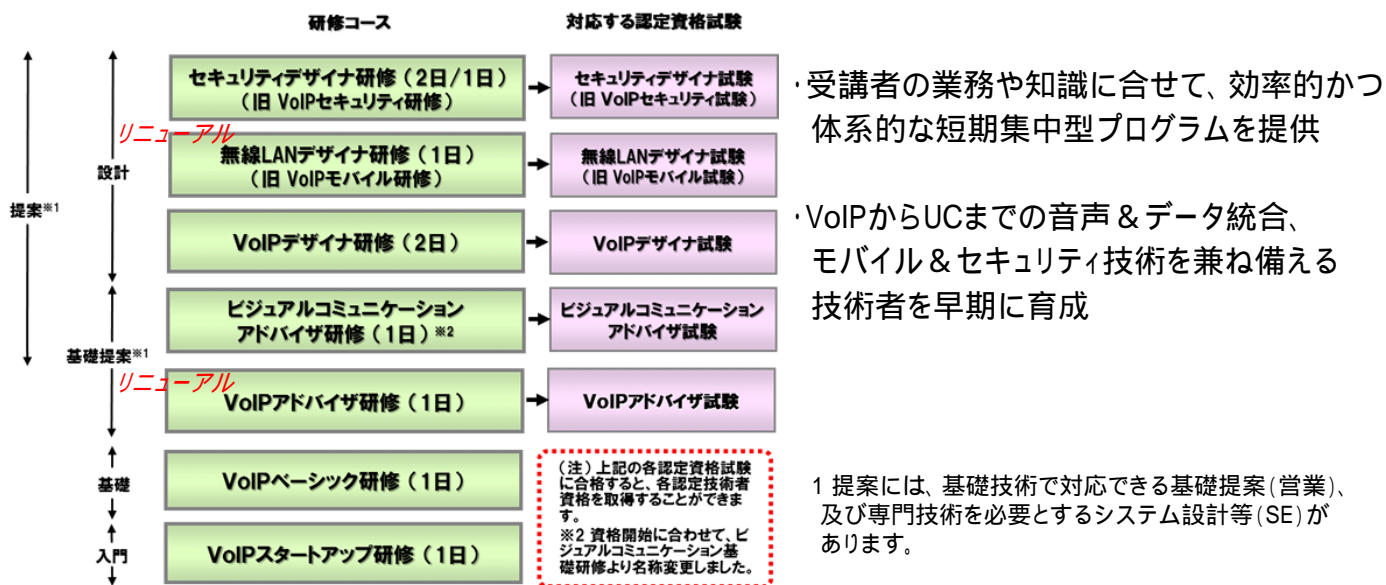 研修コース
対応する認定資格試験
セキュリティデザイナ研修（2日/1日）
（旧 VoIPセキュリティ研修）
セキュリティデザイナ試験
（旧 VoIPセキュリティ試験）
リニューアル
無線LANデザイナ研修（1日）
（旧 VoIPモバイル研修）
無線LANデザイナ試験
（旧 VoIPモバイル試験）
設計
提案※1
VoIPデザイナ研修（2日）
VoIPデザイナ試験
ビジュアルコミュニケーション
アドバイザ研修（1日）※2
ビジュアルコミュニケーション
アドバイザ試験
基礎提案※1
リニューアル
VoIPアドバイザ研修（1日）
VoIPアドバイザ試験
基礎
VoIPベーシック研修（1日）
入門
VoIPスタートアップ研修（1日）
（注）上記の各認定資格試験
に合格すると、各認定技術者
資格を取得することができま
す。
※2 資格開始に合わせて、ビ
ジュアルコミュニケーション基
礎研修より名称変更しました。
・受講者の業務や知識に合せて、効率的かつ
体系的な短期集中型プログラムを提供
・VoIPからUCまでの音声＆データ統合、
モバイル＆セキュリティ技術を兼ね備える
技術者を早期に育成
1 提案には、基礎技術で対応できる基礎提案(営業)、
及び専門技術を必要とするシステム設計等(SE)が
あります。